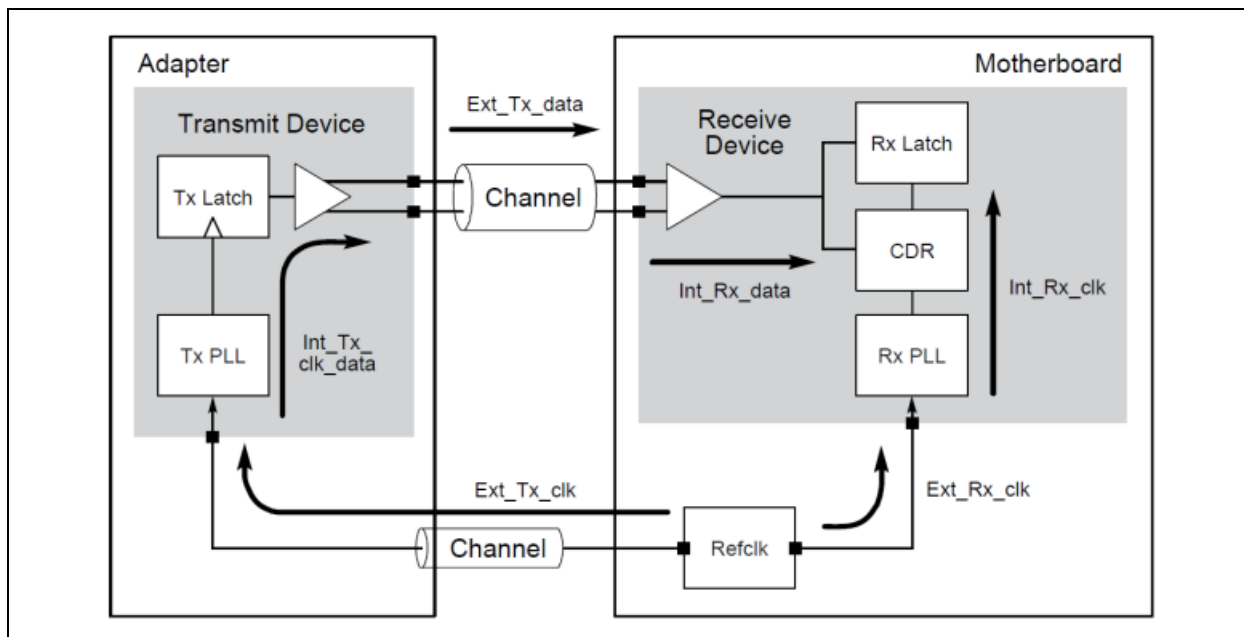 Adapter
Motherboard
Ext_Tx_data
Transmit Device
Receive
Device
Rx Latch
Tx Latch
Channel
CDR
Int_Rx_data
Int_Rx_clk
Tx PLL
Int_Tx_
clk_data
Rx PLL
Ext_Tx_clk
Ext_Rx_clk
Channel
Refclk